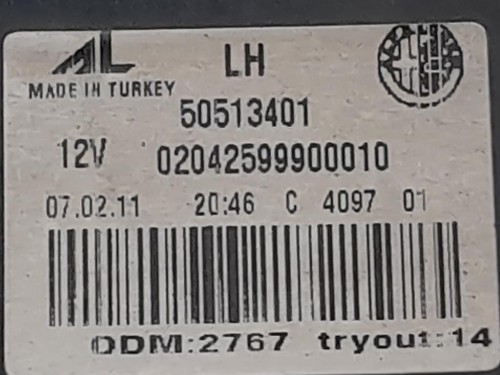 AL LH
MADE IN TURKEY
50513401
12V 02042599900010
07.02.11 20:46 C 4097 01
ODM:2767 tryout:14